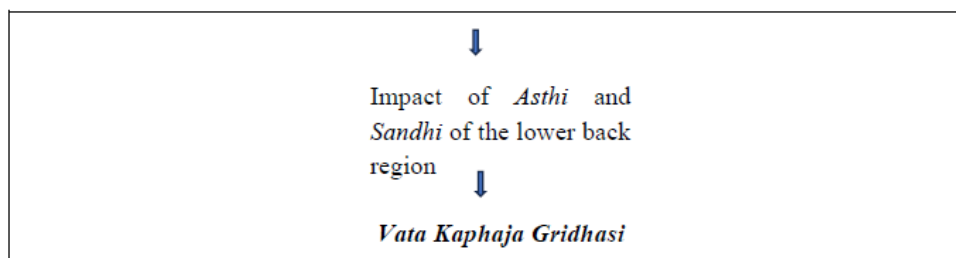 Impact of Asthi and
Sandhi of the lower back
region
Vata Kaphaja Gridhasi